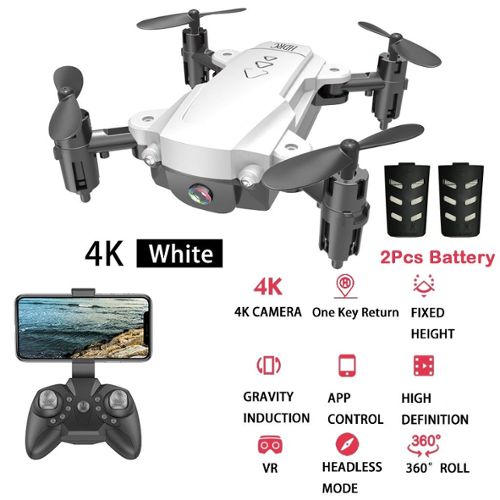 HDRC
4K White
2Pcs Battery
4K
4K CAMERA
One Key Return
FIXED
HEIGHT
GRAVITY
INDUCTION
APP
CONTROL
HIGH
DEFINITION
VR
HEADLESS
MODE
360°
360° ROLL